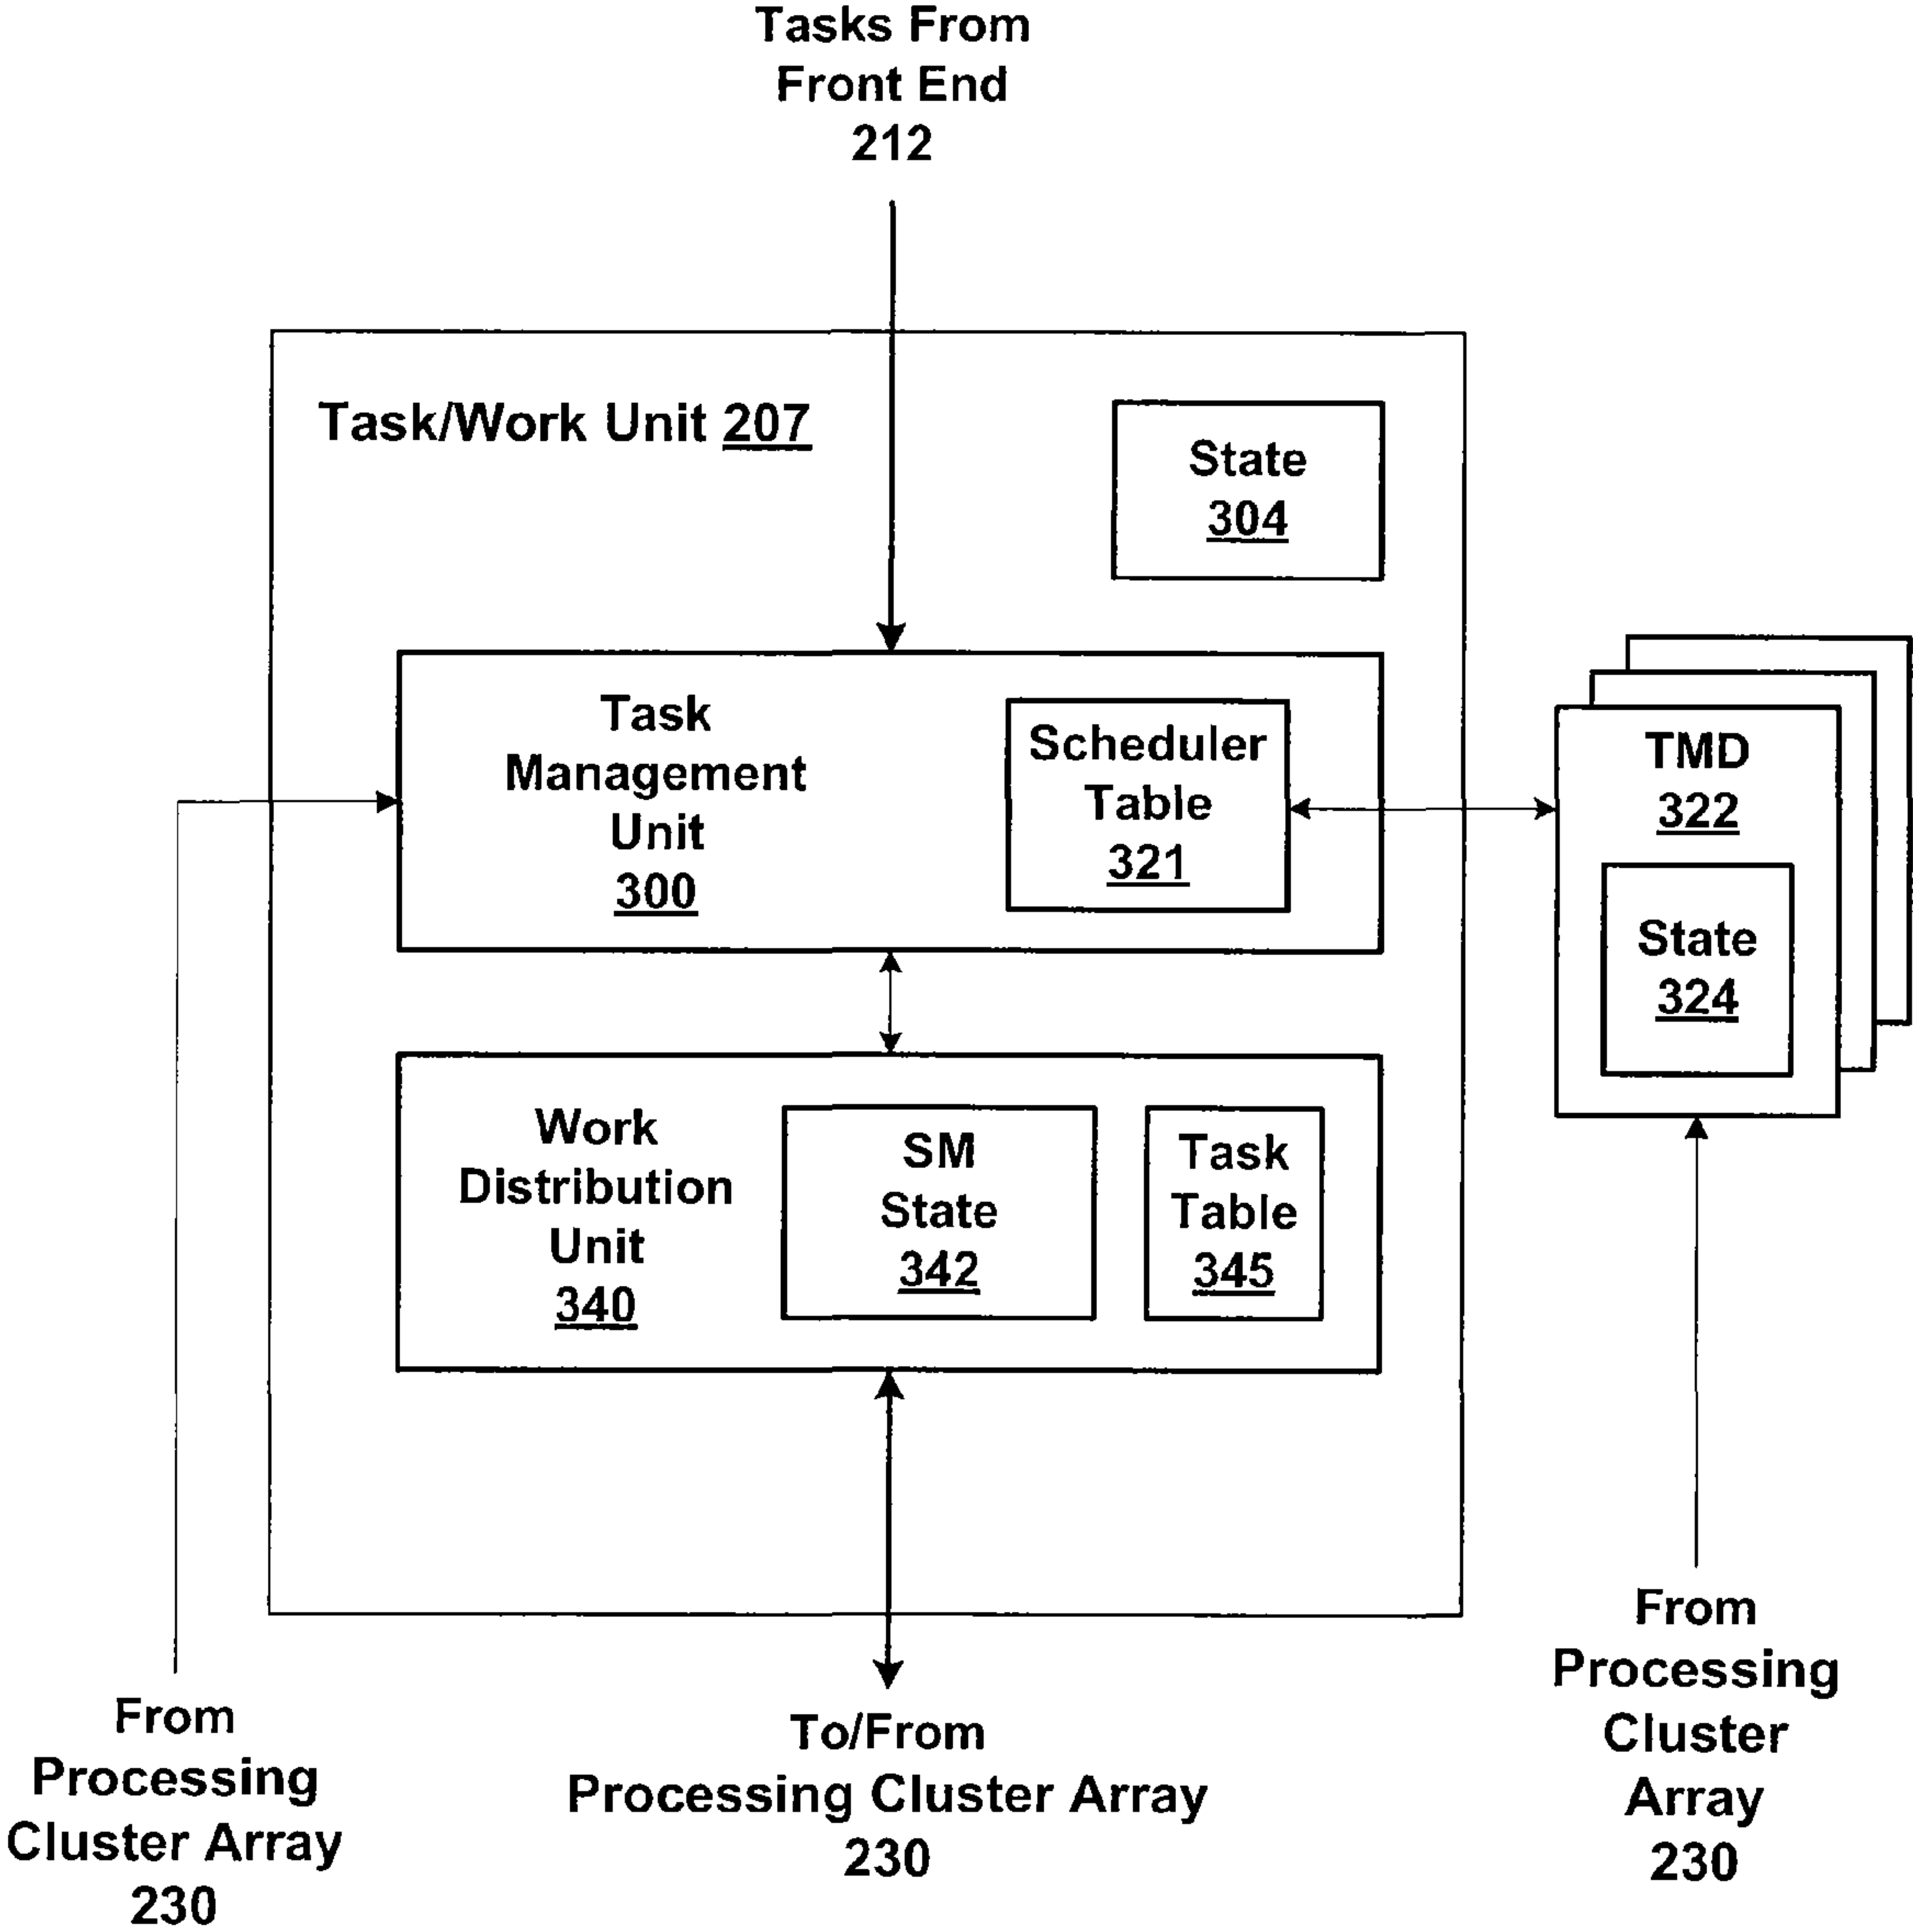 Tasks From
Front End
212
Task/Work Unit 207
State
304
Task
Management
Unit
300
Scheduler
Table
321
TMD
322
State
324
Work
Distribution
Unit
340
SM
State
342
Task
Table
345
From
Processing
Cluster Array
230
To/From
Processing Cluster Array
230
From
Processing
Cluster
Array
230